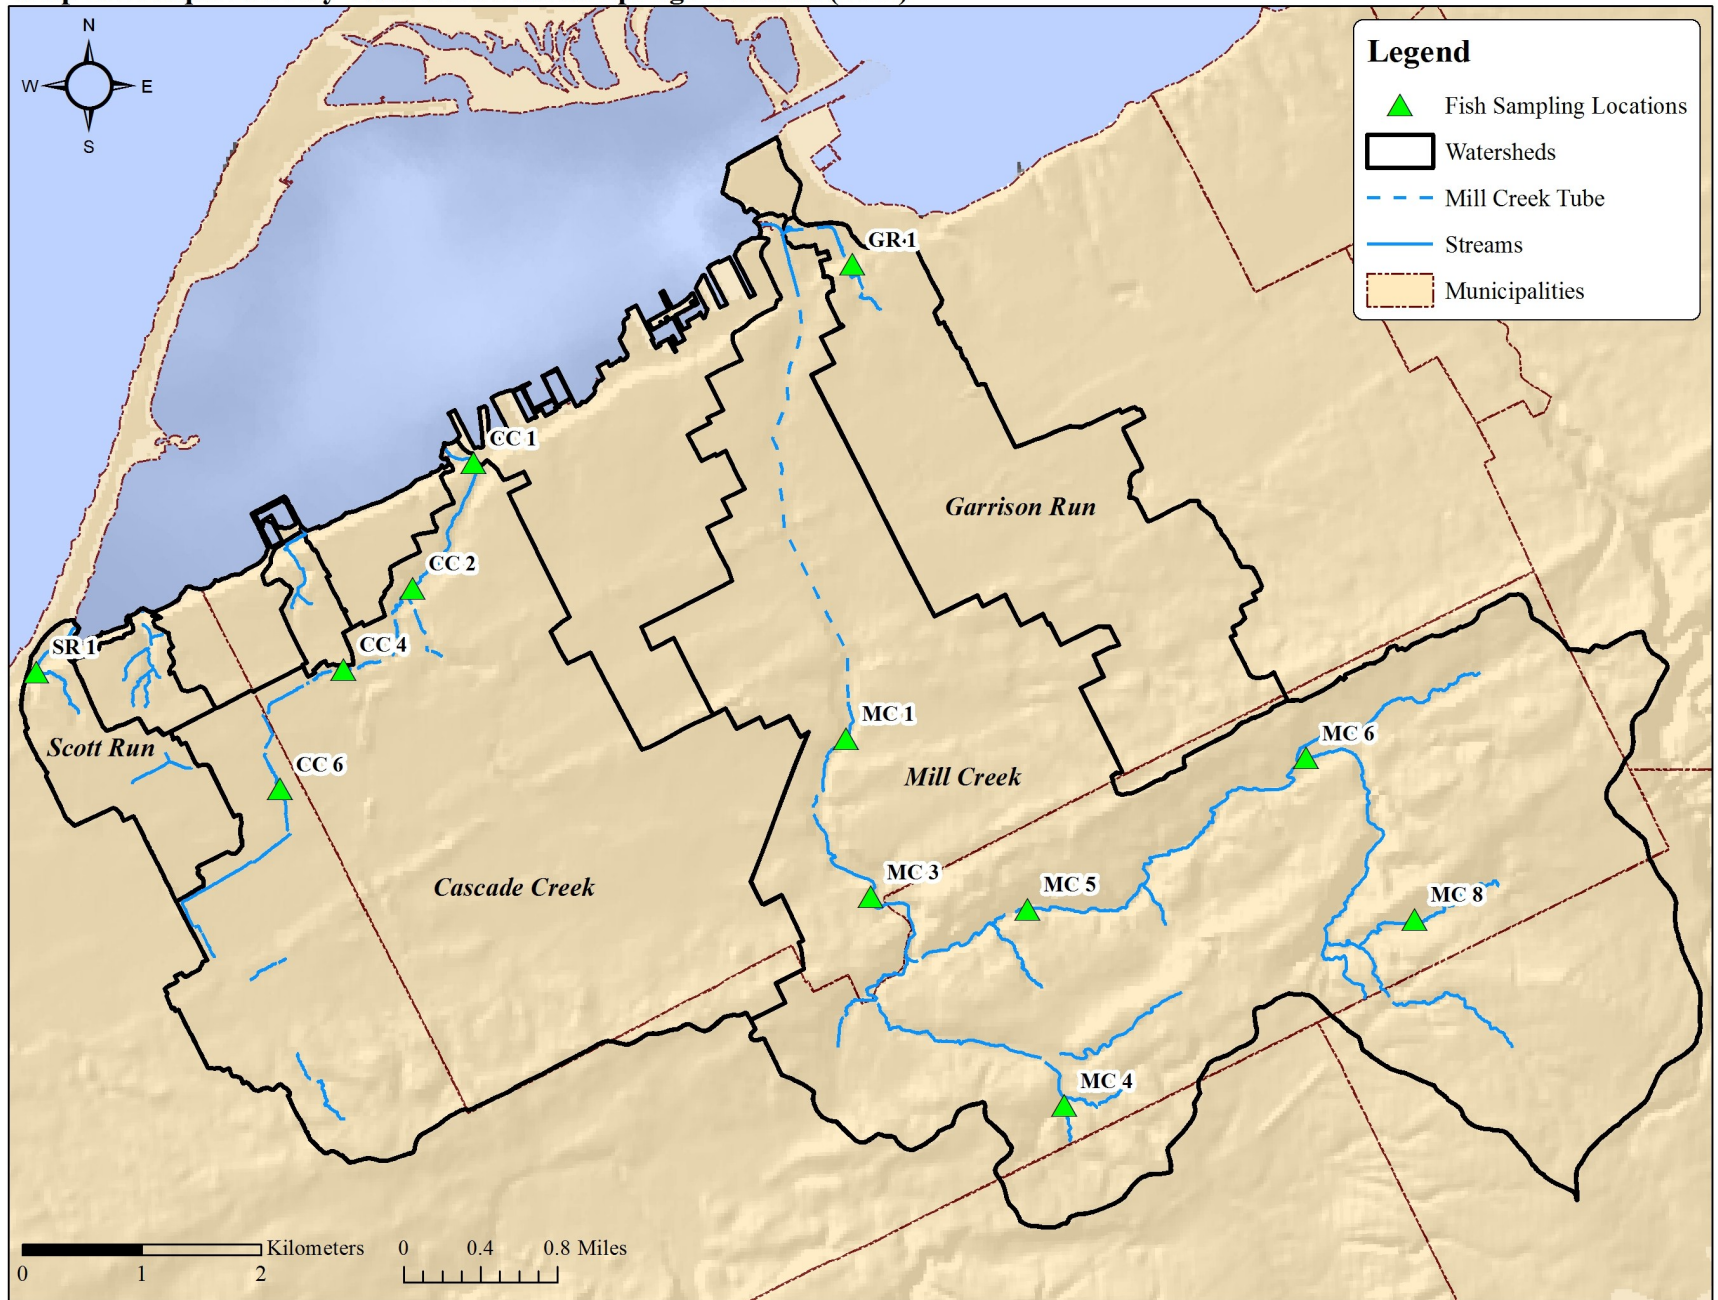 N
W E
S
Legend
Fish Sampling Locations
Watersheds
Mill Creek Tube
Streams
Municipalities
GR 1
CC 1
Garrison Run
CC 2
SR 1
CC 4
MC 1
MC 6
Scott Run
CC 6
Mill Creek
MC 3
MC 5
Cascade Creek
MC 8
MC 4
Kilometers
0 1 2
0 0.4 0.8 Miles